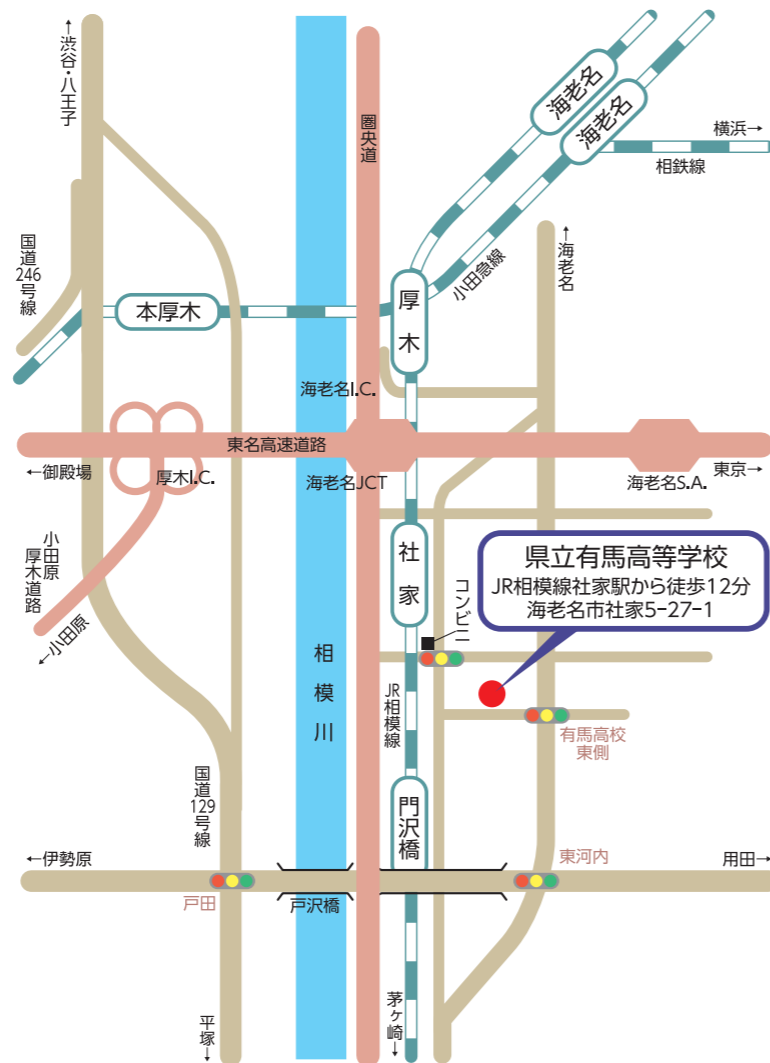 ←渋谷・八王子
圏央道
海老名
海老名
横浜→
相鉄線
国道246号線
小田急線
←海老名
本厚木
厚木
海老名I.C.
東名高速道路
←御殿場
厚木I.C.
海老名JCT
海老名S.A.
東京→
小田原
厚木道路
←小田原
社家
コンビニ
県立有馬高等学校
JR相模線社家駅から徒歩12分
海老名市社家5-27-1
相模川
JR相模線
有馬高校
東側
国道129号線
門沢橋
←伊勢原
東河内
用田→
戸田
戸沢橋
平塚→
茅ヶ崎→